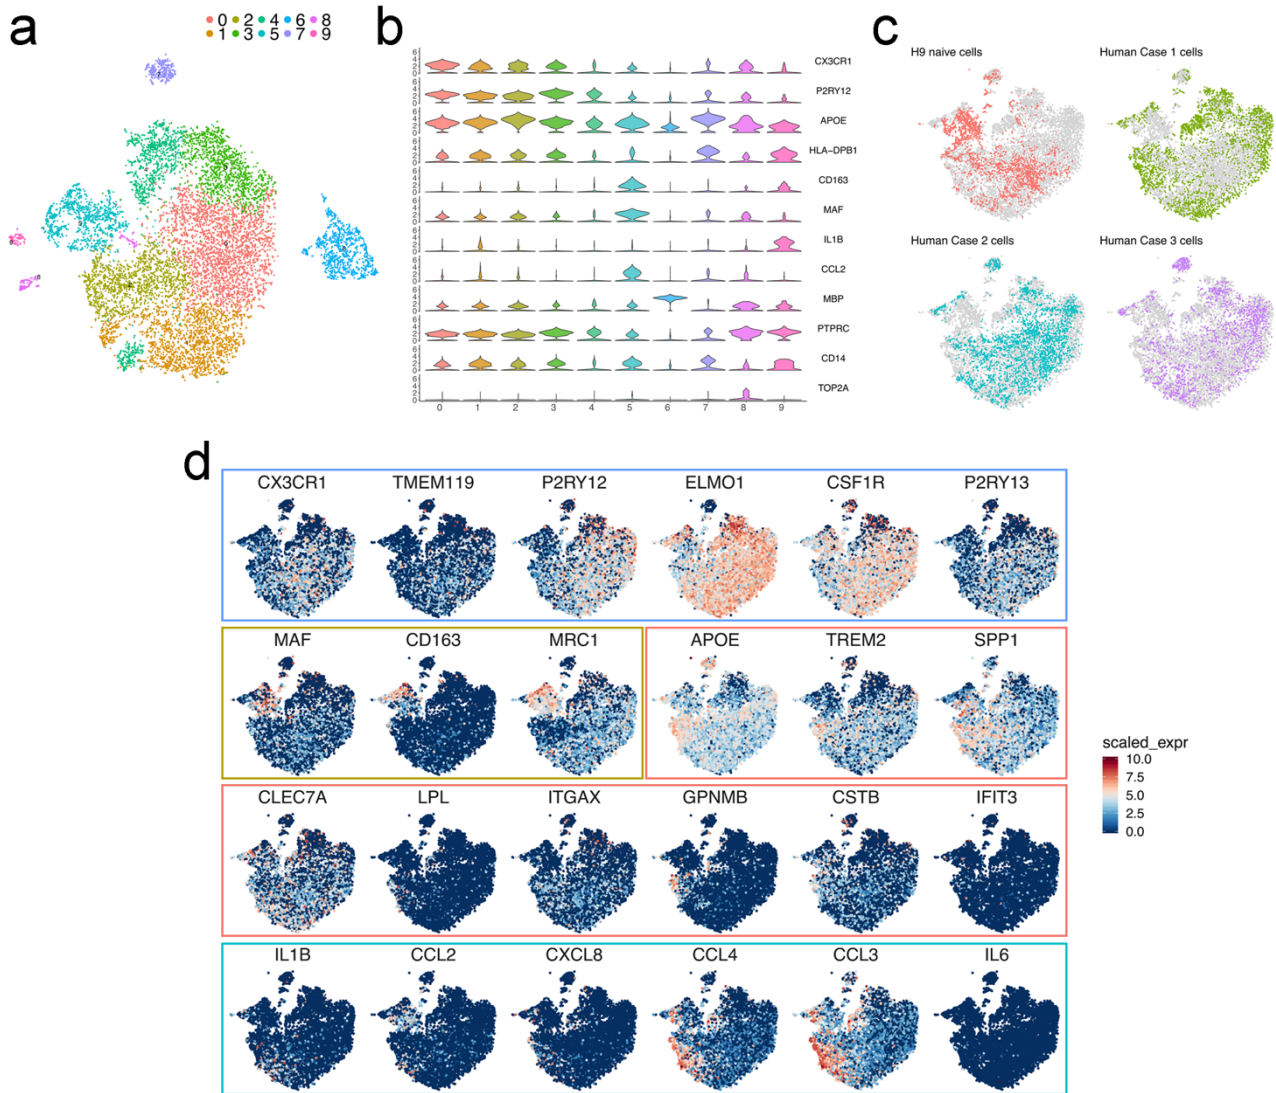 a
0 2 4 6 8
1 3 5 7 9
b
CX3CR1
P2RY12
APOE
HLA-DPB1
CD163
MAF
IL1B
CCL2
MBP
PTPRC
CD14
TOP2A
0 1 2 3 4 5 6 7 8 9
c
H9 naive cells
Human Case 1 cells
Human Case 2 cells
Human Case 3 cells
d
CX3CR1 TMEM119 P2RY12 ELMO1 CSF1R P2RY13
MAF CD163 MRC1 APOE TREM2 SPP1
CLEC7A LPL ITGAX GPNMB CSTB IFIT3
IL1B CCL2 CXCL8 CCL4 CCL3 IL6
scaled_expr
10.0
7.5
5.0
2.5
0.0